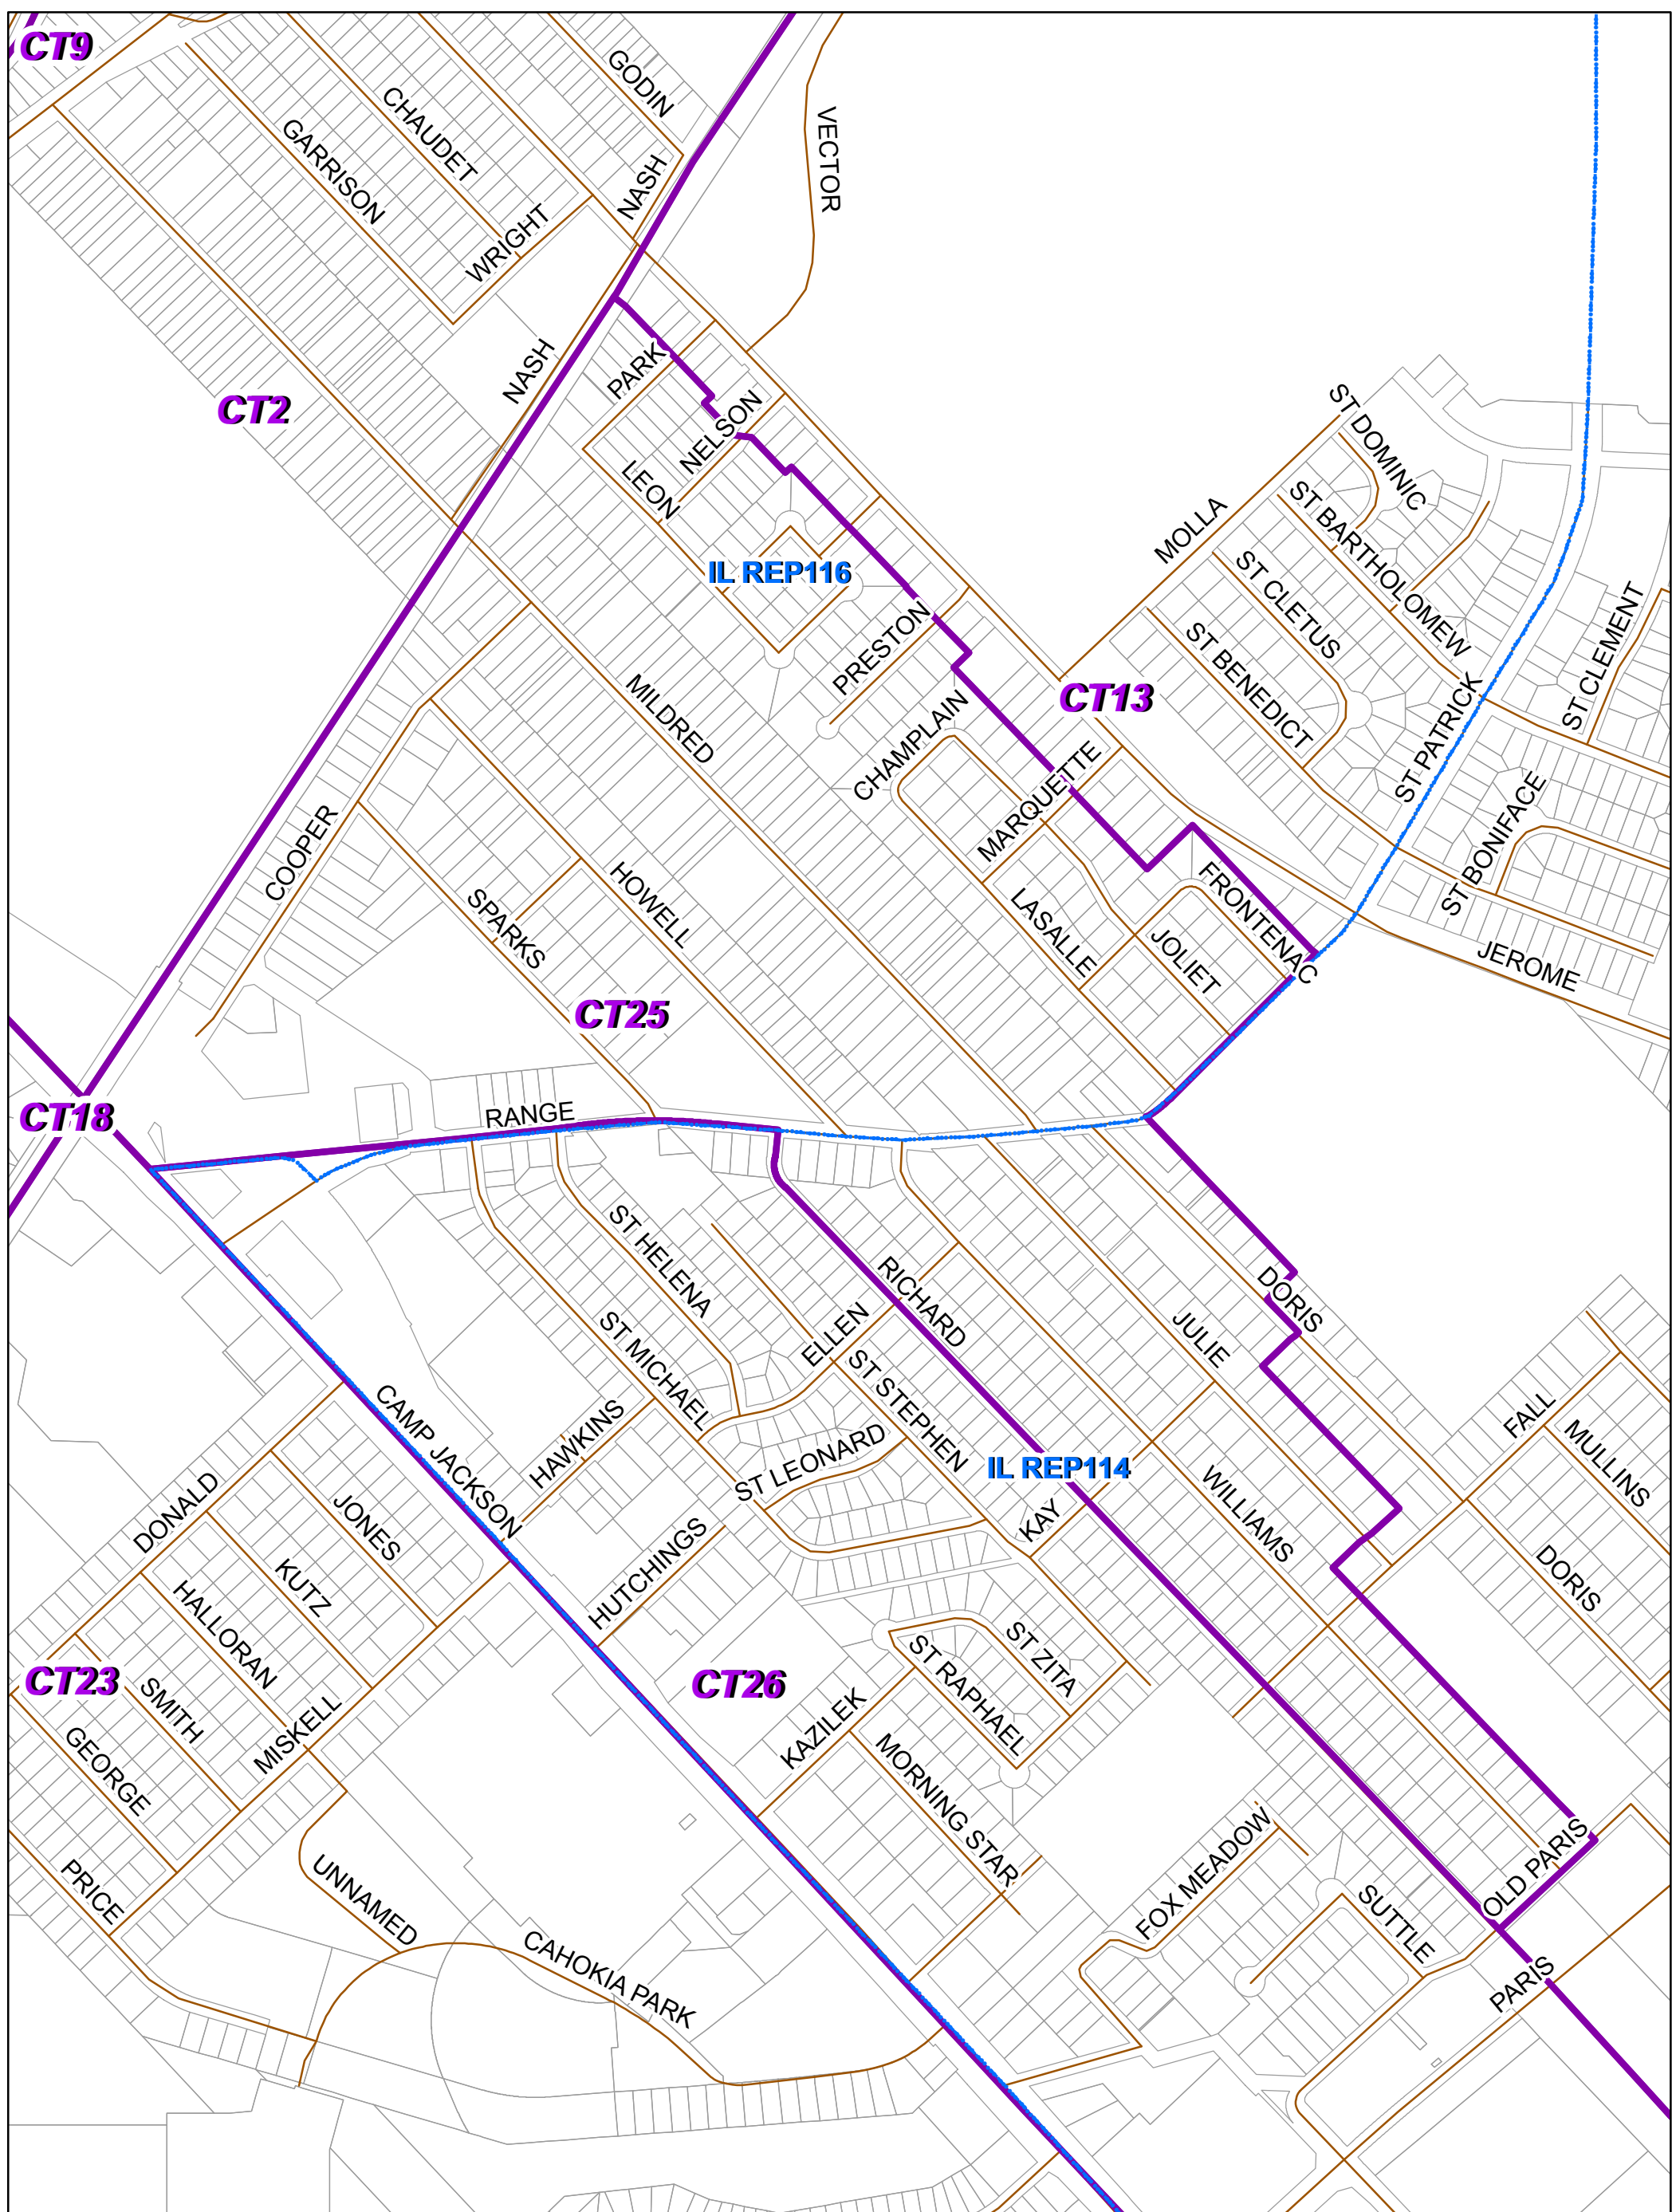 CT9
GODIN
CHAUDET
VECTOR
GARRISON
NASH
WRIGHT
NASH
PARK
CT2
NELSON
LEON
ST DOMINIC
ST BARTHOLOMEW
MOLLA
IL REP116
ST CLETUS
ST CLEMENT
PRESTON
ST BENEDICT
MILDRED
CT13
CHAMPLAIN
ST PATRICK
MARQUETTE
ST BONIFACE
COOPER
HOWELL
FRONTENAC
SPARKS
LASALLE
JOLIET
JEROME
CT25
CT18
RANGE
ST HELENA
RICHARD
DORIS
ST MICHAEL
ELLEN
JULIE
ST STEPHEN
CAMP JACKSON
HAWKINS
FALL
MULLINS
ST LEONARD
IL REP114
WILLIAMS
DONALD
JONES
KAY
HUTCHINGS
KUTZ
DORIS
HALLORAN
ST ZITA
ST RAPHAEL
CT23
CT26
SMITH
KAZILEK
MISKELL
GEORGE
MORNING STAR
FOX MEADOW
OLD PARIS
PRICE
UNNAMED
SUTTLE
CAHOKIA PARK
PARIS